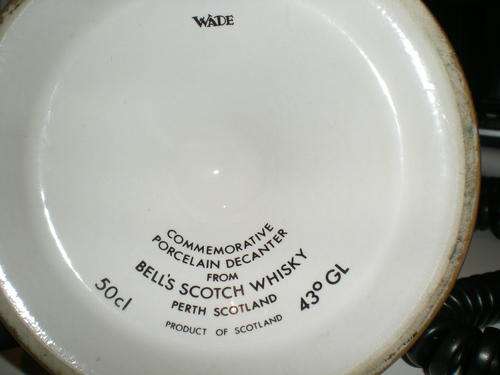 WADE
COMMEMORATIVE
PORCELAIN DECANTER
FROM
BELL'S SCOTCH WHISKY
PERTH SCOTLAND
50cl
43º GL
PRODUCT OF SCOTLAND